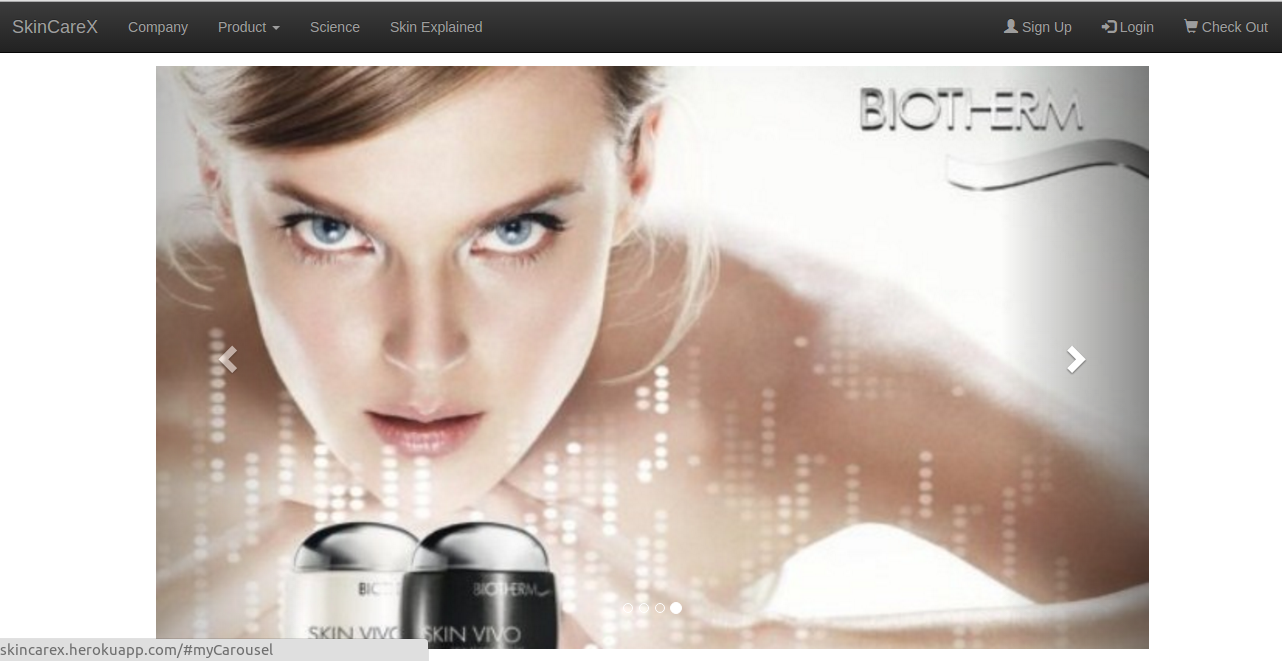 SkinCareX Company Product Science Skin Explained Sign Up Login Check Out
BIOTHERM
BIOTHERM
SKIN VIVO SKIN VIVO
skincarex.herokuapp.com/#myCarousel